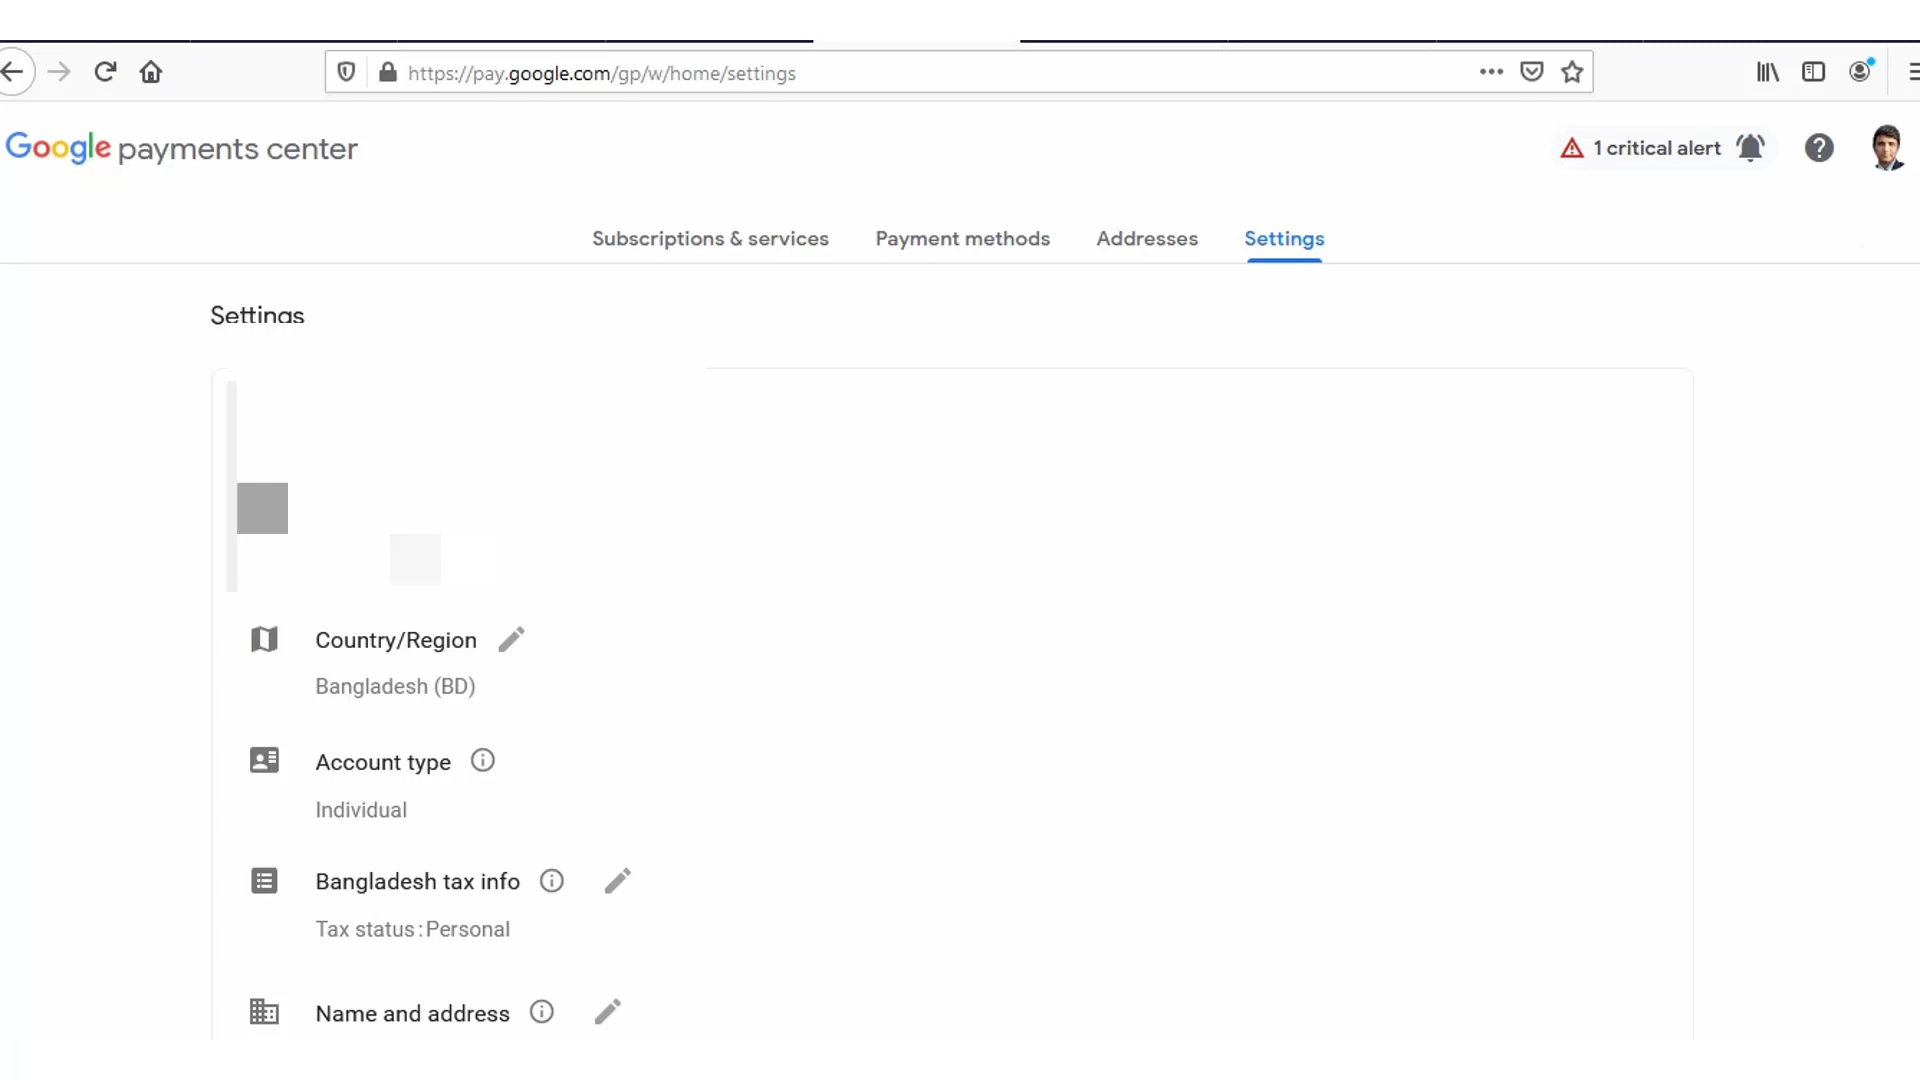 https://pay.google.com/gp/w/home/settings
Google payments center
1 critical alert
Subscriptions & services Payment methods Addresses Settings
Settings
Country/Region
Bangladesh (BD)
Account type
Individual
Bangladesh tax info
Tax status: Personal
Name and address